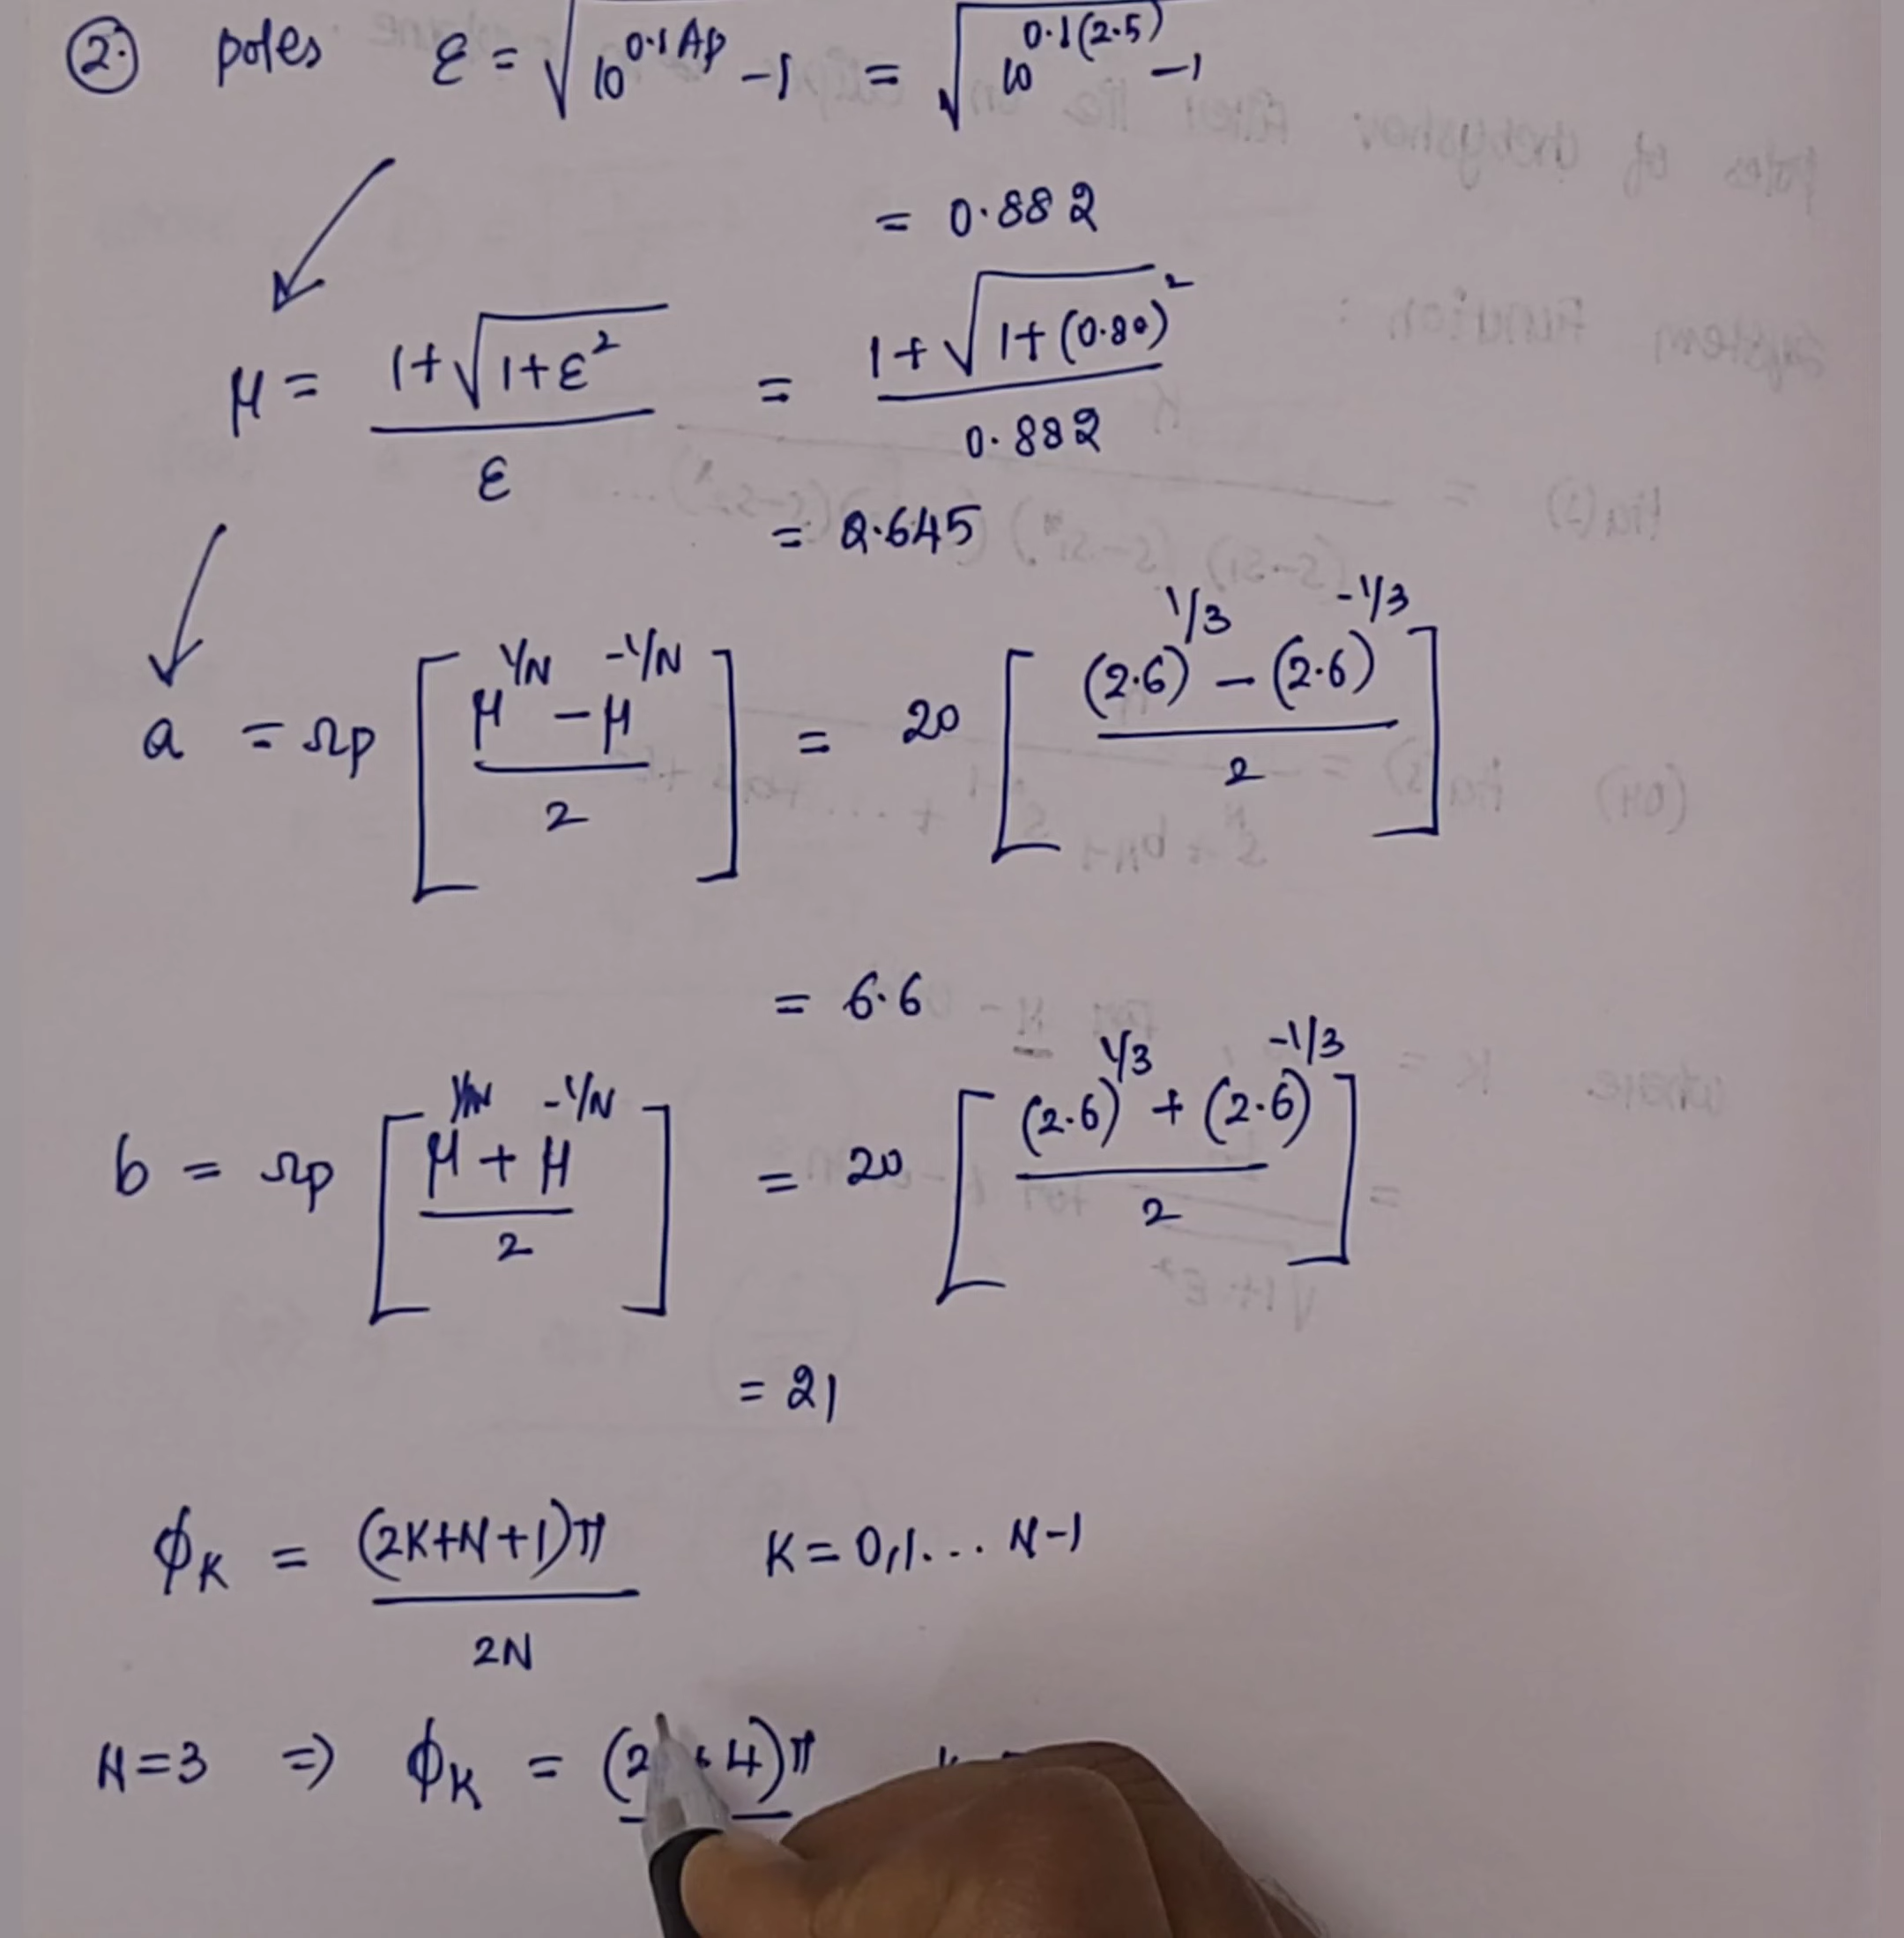 ② poles ε = √(10^(0.1Ap) - 1) = √(10^(0.1(2.5)) - 1)
= 0.882
μ = (1+√(1+ε²))/ε = (1+√(1+(0.80)²))/0.882
= 2.645
a = Ωp [(μ^(1/N) - μ^(-1/N))/2] = 20 [((2.6)^(1/3) - (2.6)^(-1/3))/2]
= 6.6
b = Ωp [(μ^(1/N) + μ^(-1/N))/2] = 20 [((2.6)^(1/3) + (2.6)^(-1/3))/2]
= 21
ϕK = (2K+N+1)π/2N K = 0,1... N-1
N=3 ⇒ ϕK = (2 4)π